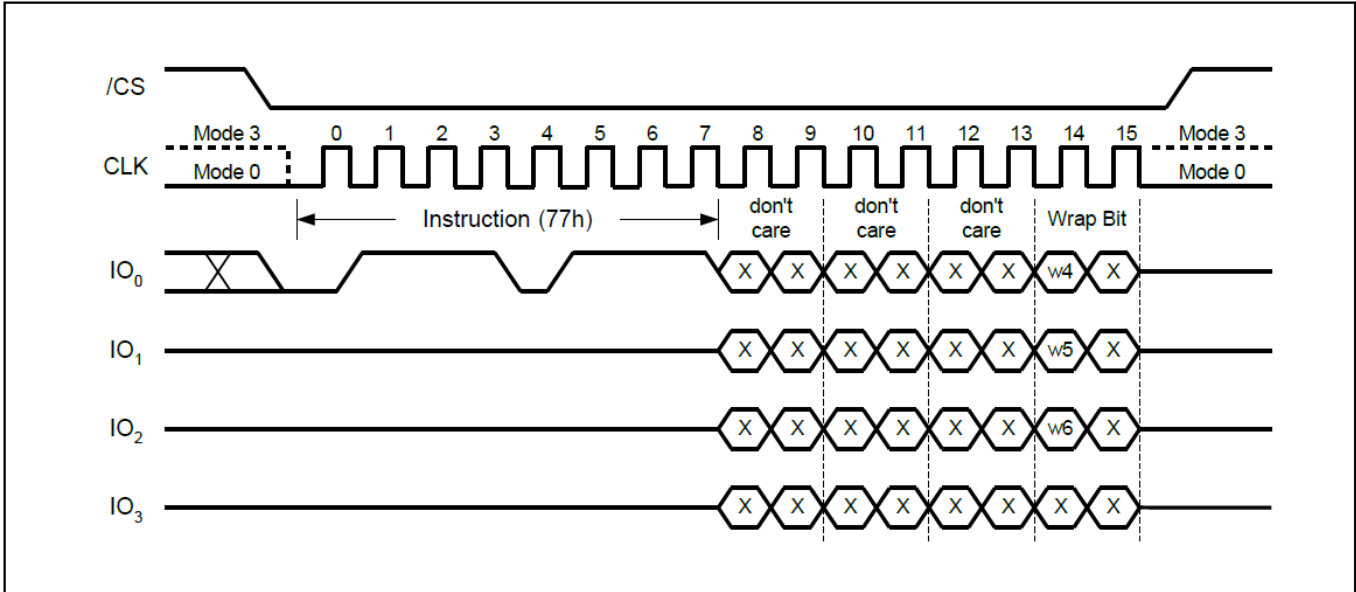 /CS
Mode 3 0 1 2 3 4 5 6 7 8 9 10 11 12 13 14 15 Mode 3
CLK
Mode 0 Mode 0
Instruction (77h) don't care don't care don't care Wrap Bit
IO0 X X X X X X w4 X
IO1 X X X X X X w5 X
IO2 X X X X X X w6 X
IO3 X X X X X X X X